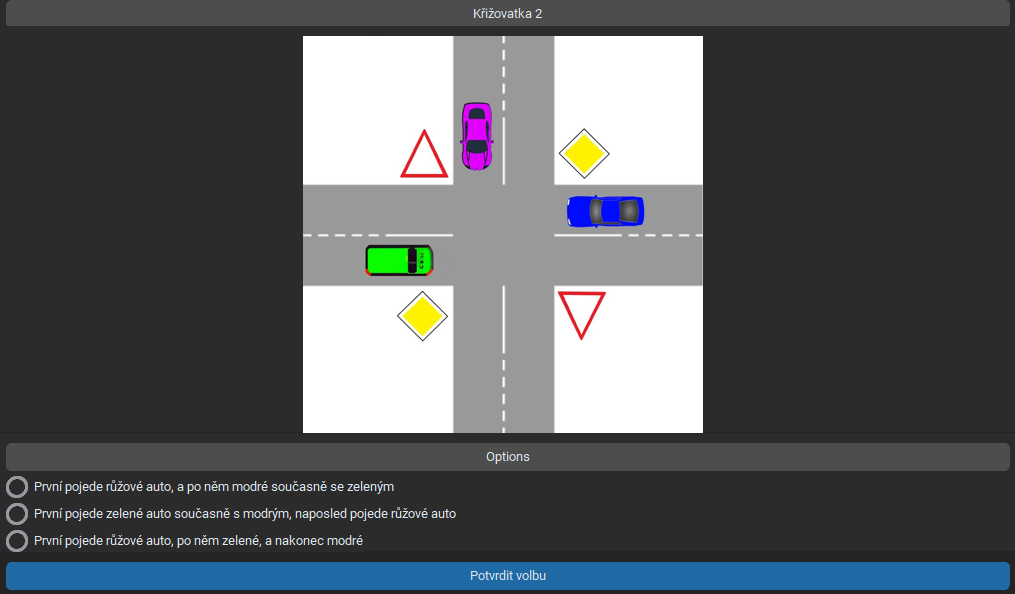 Křižovatka 2
Options
První pojede růžové auto, a po něm modré současně se zeleným
První pojede zelené auto současně s modrým, naposled pojede růžové auto
První pojede růžové auto, po něm zelené, a nakonec modré
Potvrdit volbu